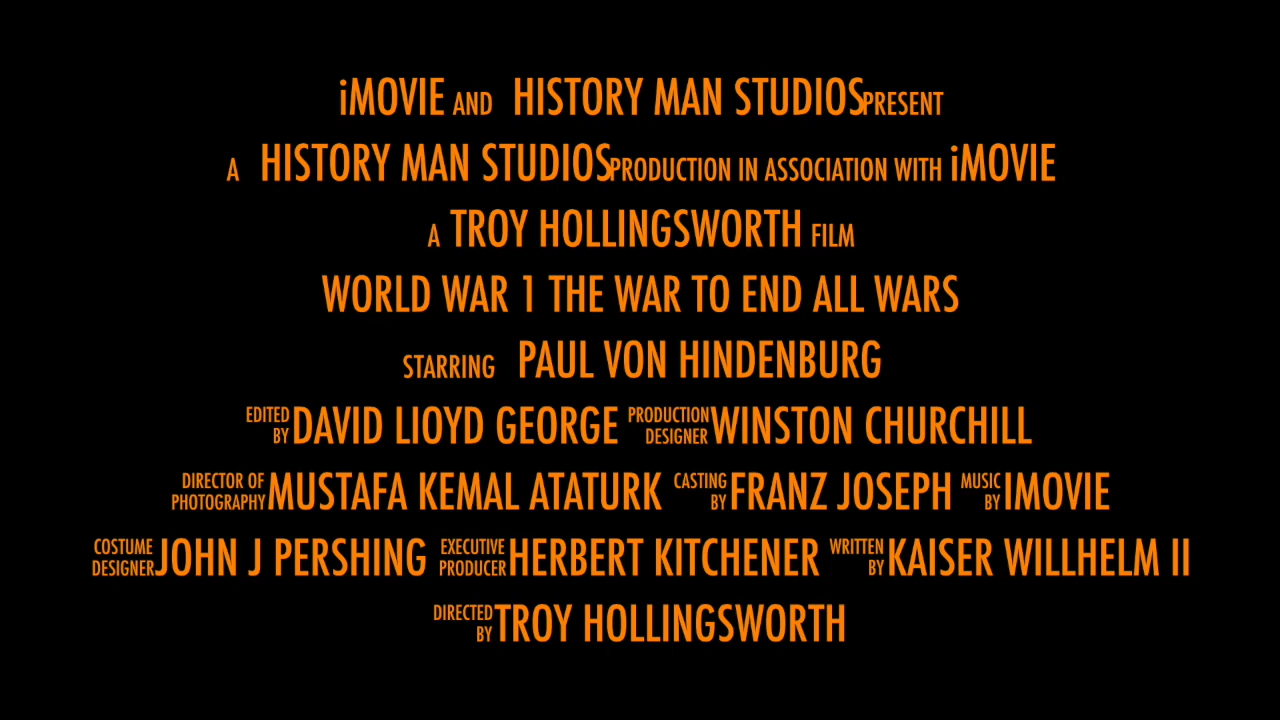 iMOVIE AND HISTORY MAN STUDIOS PRESENT
A HISTORY MAN STUDIOS PRODUCTION IN ASSOCIATION WITH iMOVIE
A TROY HOLLINGSWORTH FILM
WORLD WAR 1 THE WAR TO END ALL WARS
STARRING PAUL VON HINDENBURG
EDITED BY DAVID LIOYD GEORGE PRODUCTION DESIGNER WINSTON CHURCHILL
DIRECTOR OF PHOTOGRAPHY MUSTAFA KEMAL ATATURK CASTING BY FRANZ JOSEPH MUSIC BY IMOVIE
COSTUME DESIGNER JOHN J PERSHING EXECUTIVE PRODUCER HERBERT KITCHENER WRITTEN BY KAISER WILLHELM II
DIRECTED BY TROY HOLLINGSWORTH